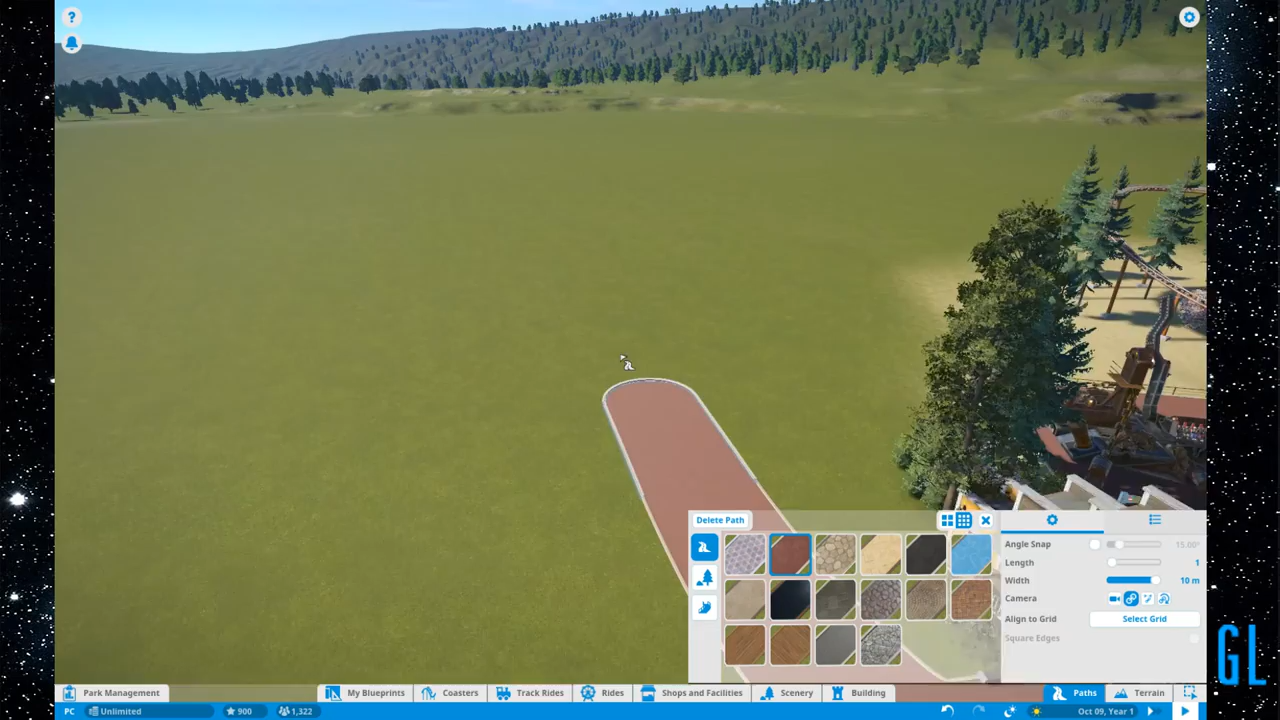 ?
Delete Path
Angle Snap 15.00°
Length 1
Width 10 m
Camera
Align to Grid Select Grid
Square Edges
GL
Park Management My Blueprints Coasters Track Rides Rides Shops and Facilities Scenery Building Paths Terrain
PC Unlimited 900 1,322 Oct 09, Year 1